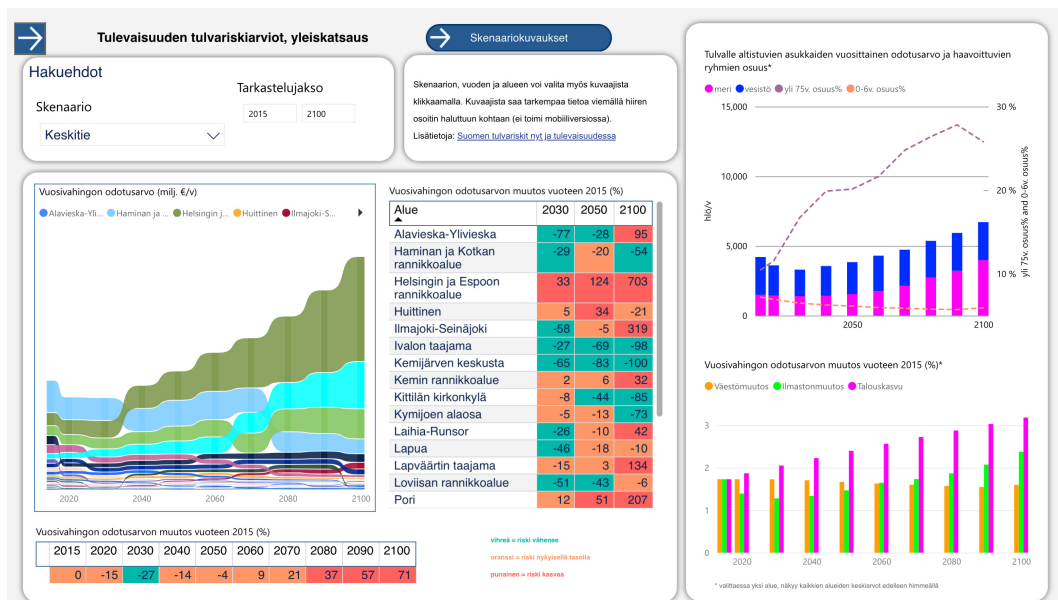 Tulevaisuuden tulvariskiarviot, yleiskatsaus
Skenaariokuvaukset
Hakuehdot
Skenaario
Keskitie
Tarkastelujakso
2015 2100
Skenaarion, vuoden ja alueen voi valita myös kuvaajista
klikkaamalla. Kuvaajista saa tarkempaa tietoa viemällä hiiren
osoitin haluttuun kohtaan (ei toimi mobiiliversiossa).
Lisätietoja: Suomen tulvariskit nyt ja tulevaisuudessa
Vuosivahingon odotusarvo (milj. €/v)
Alavieska-Yli... Haminan ja ... Helsingin j... Huittinen Ilmajoki-S...
2020 2040 2060 2080 2100
Vuosivahingon odotusarvon muutos vuoteen 2015 (%)
Alue 2030 2050 2100
Alavieska-Ylivieska -77 -28 95
Haminan ja Kotkan
rannikkoalue -29 -20 -54
Helsingin ja Espoon
rannikkoalue 33 124 703
Huittinen 5 34 -21
Ilmajoki-Seinäjoki -58 -5 319
Ivalon taajama -27 -69 -98
Kemijärven keskusta -65 -83 -100
Kemin rannikkoalue 2 6 32
Kittilän kirkonkylä -8 -44 -85
Kymijoen alaosa -5 -13 -73
Laihia-Runsor -26 -10 42
Lapua -46 -18 -10
Lapväärtin taajama -15 3 134
Loviisan rannikkoalue -51 -43 -6
Pori 12 51 207
Vuosivahingon odotusarvon muutos vuoteen 2015 (%)
2015 2020 2030 2040 2050 2060 2070 2080 2090 2100
0 -15 -27 -14 -4 9 21 37 57 71
vihreä = riski vähenee
oranssi = riski nykyisellä tasolla
punainen = riski kasvaa
Tulvalle altistuvien asukkaiden vuosittainen odotusarvo ja haavoittuvien
ryhmien osuus*
meri vesistö yli 75v. osuus% 0-6v. osuus%
15,000
10,000
5,000
0
hlö/v
30 %
20 %
10 %
yli 75v. osuus% and 0-6v. osuus%
2050 2100
Vuosivahingon odotusarvon muutos vuoteen 2015 (%)*
Väestömuutos Ilmastonmuutos Talouskasvu
3
2
1
0
2020 2040 2060 2080 2100
* valittaessa yksi alue, näkyy kaikkien alueiden keskiarvot edelleen himmeällä